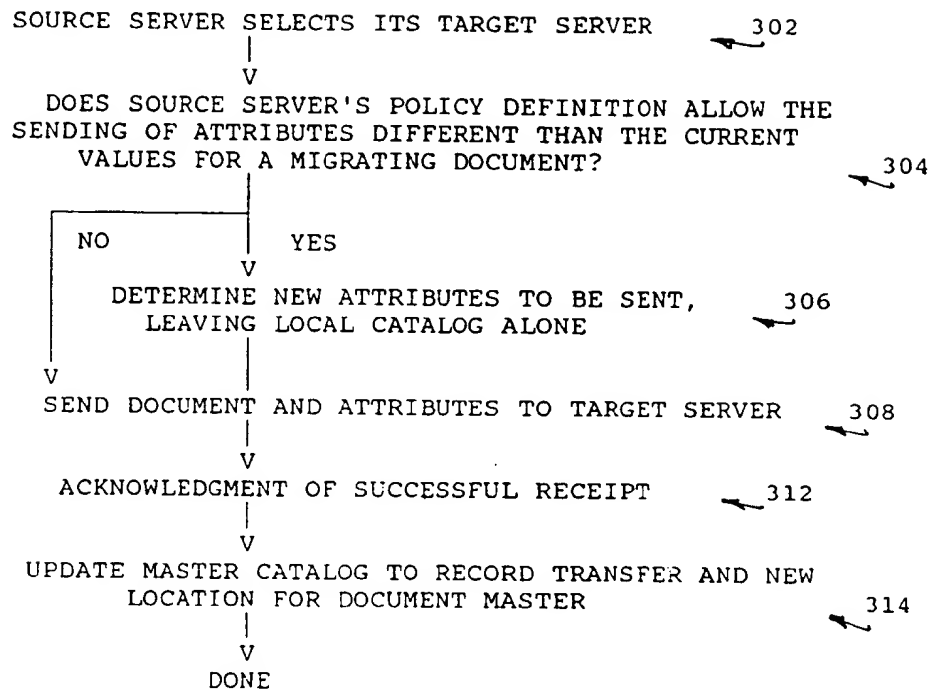 SOURCE SERVER SELECTS ITS TARGET SERVER 302
V
DOES SOURCE SERVER'S POLICY DEFINITION ALLOW THE
SENDING OF ATTRIBUTES DIFFERENT THAN THE CURRENT
VALUES FOR A MIGRATING DOCUMENT? 304
NO YES
V
DETERMINE NEW ATTRIBUTES TO BE SENT, 306
LEAVING LOCAL CATALOG ALONE
V
SEND DOCUMENT AND ATTRIBUTES TO TARGET SERVER 308
V
ACKNOWLEDGMENT OF SUCCESSFUL RECEIPT 312
V
UPDATE MASTER CATALOG TO RECORD TRANSFER AND NEW
LOCATION FOR DOCUMENT MASTER 314
V
DONE